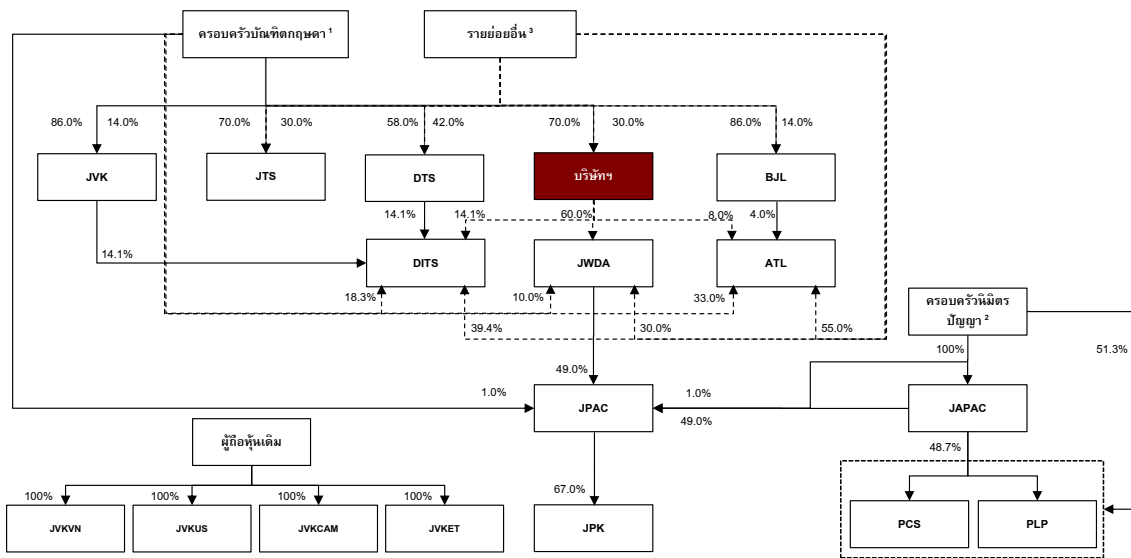 ครอบครัวบัณฑิตกฤษดา 1
รายย่อยอื่น 3
86.0% 14.0% 70.0% 30.0% 58.0% 42.0% 70.0% 30.0% 86.0% 14.0%
JVK
JTS
DTS
บริษัทฯ
BJL
14.1% 14.1% 60.0% 8.0% 4.0%
14.1%
DITS
JWDA
ATL
18.3% 10.0% 33.0%
39.4% 30.0% 55.0%
ครอบครัวนิมิตร
ปัญญา 2
100% 51.3%
49.0%
1.0% 1.0%
JPAC
JAPAC
49.0%
ผู้ถือหุ้นเดิม
48.7%
67.0%
100% 100% 100% 100%
JVKVN
JVKUS
JVKCAM
JVKET
JPK
PCS
PLP